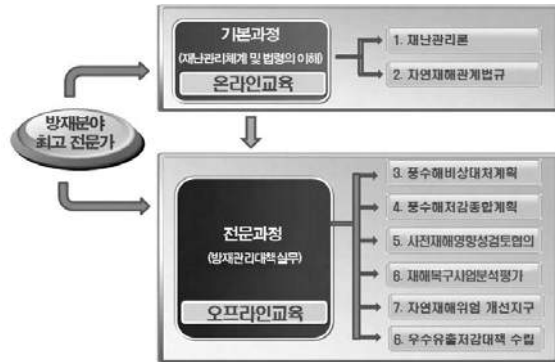 기본과정
(재난관리체계 및 법령의 이해)
온라인교육
1. 재난관리론
2. 자연재해관계법규
방재분야
최고 전문가
전문과정
(방재관리대책실무)
오프라인교육
3. 풍수해비상대처계획
4. 풍수해저감종합계획
5. 사전재해영향성검토협의
6. 재해복구사업분석평가
7. 자연재해위험 개선지구
6. 우수유출저감대책 수립